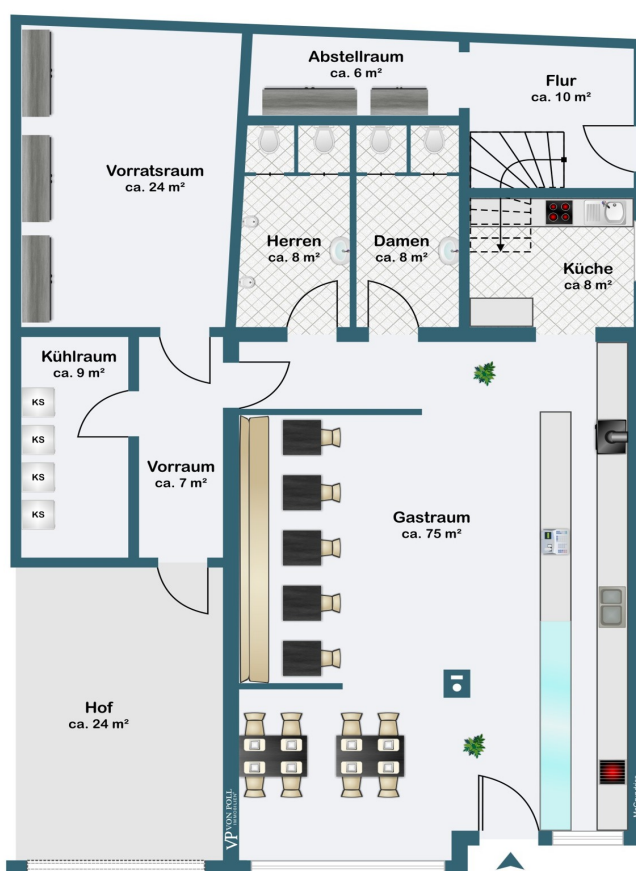 Abstellraum
ca. 6 m²
Flur
ca. 10 m²
Vorratsraum
ca. 24 m²
Herren
ca. 8 m²
Damen
ca. 8 m²
Küche
ca 8 m²
Kühlraum
ca. 9 m²
KS
KS
KS
KS
Vorraum
ca. 7 m²
Gastraum
ca. 75 m²
Hof
ca. 24 m²
VP VON POLL
IMMOBILIEN